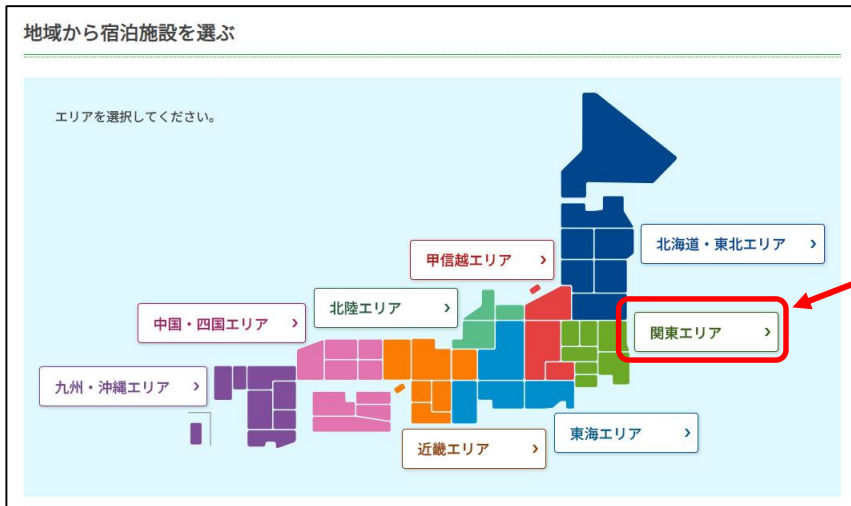 地域から宿泊施設を選ぶ
エリアを選択してください。
北海道・東北エリア
甲信越エリア
北陸エリア
中国・四国エリア
関東エリア
九州・沖縄エリア
東海エリア
近畿エリア